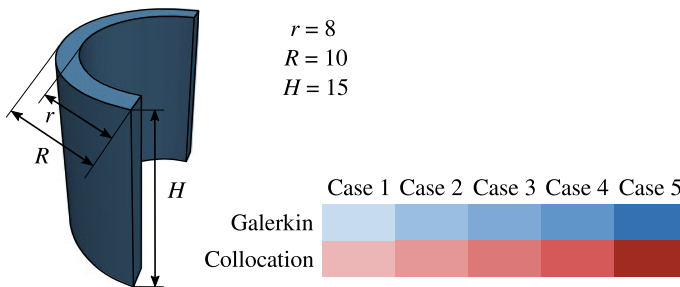 r = 8
R = 10
H = 15
r
R
H
Case 1 Case 2 Case 3 Case 4 Case 5
Galerkin
Collocation